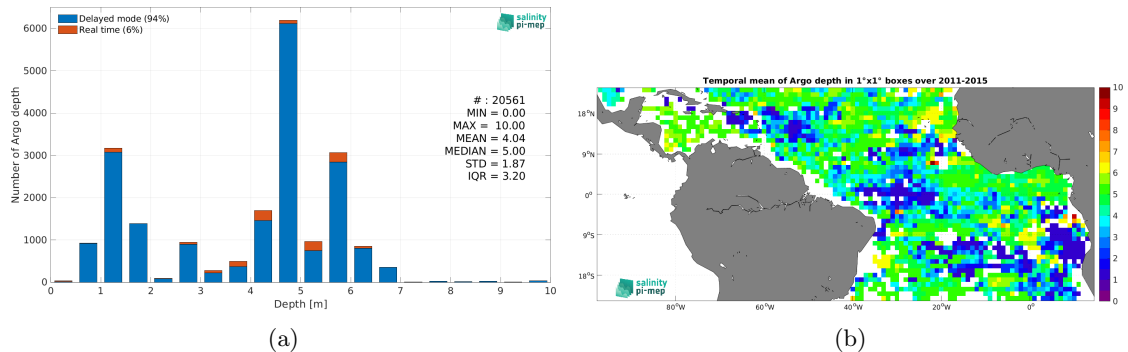 Delayed mode (94%)
Real time (6%)
salinity
pi-mep
# : 20561
MIN = 0.00
MAX = 10.00
MEAN = 4.04
MEDIAN = 5.00
STD = 1.87
IQR = 3.20
Number of Argo depth
6000
5000
4000
3000
2000
1000
0
0 1 2 3 4 5 6 7 8 9 10
Depth [m]
(a)
Temporal mean of Argo depth in 1°x1° boxes over 2011-2015
18°N
9°N
0°
9°S
18°S
80°W 60°W 40°W 20°W 0°
salinity
pi-mep
10
9
8
7
6
5
4
3
2
1
0
(b)